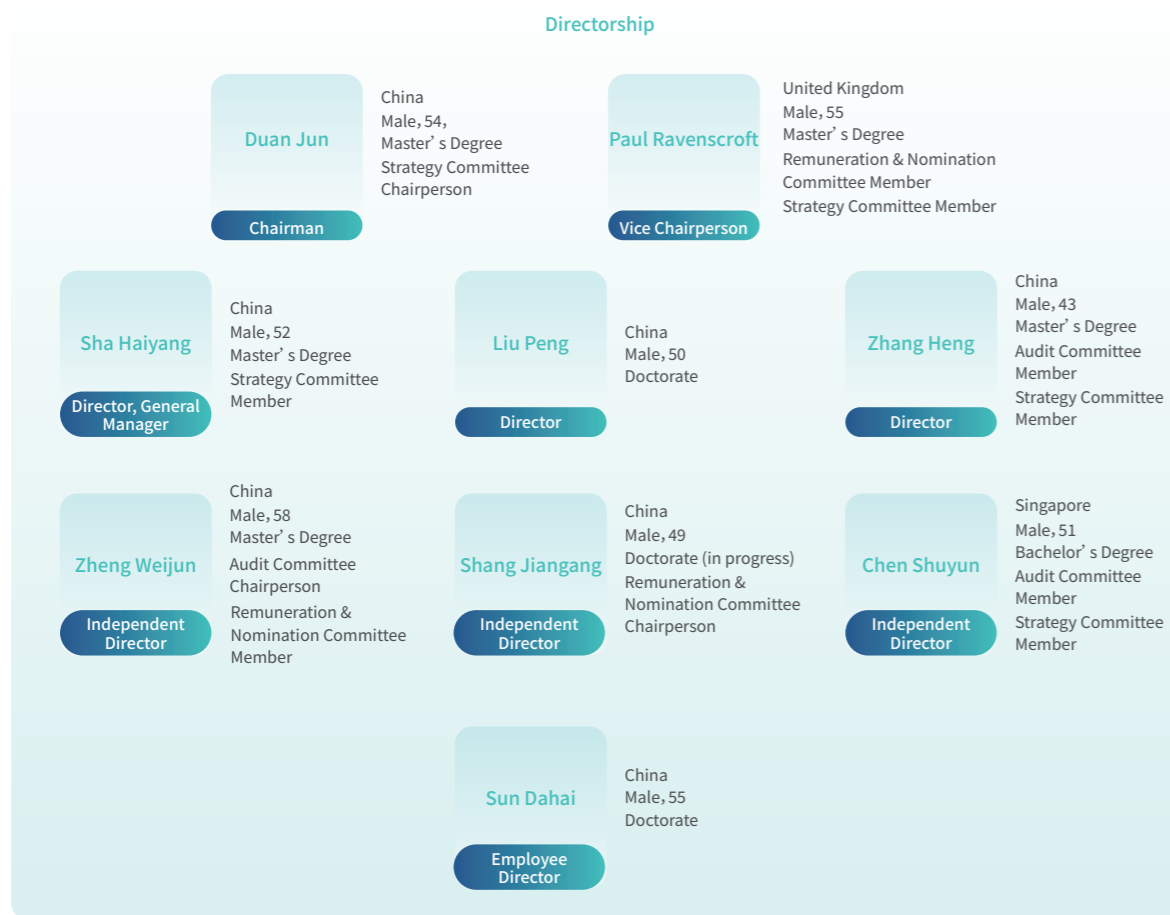 Directorship
Duan Jun
Chairman
China
Male, 54,
Master’s Degree
Strategy Committee
Chairperson
Paul Ravenscroft
Vice Chairperson
United Kingdom
Male, 55
Master’s Degree
Remuneration & Nomination
Committee Member
Strategy Committee Member
Sha Haiyang
Director, General
Manager
China
Male, 52
Master’s Degree
Strategy Committee
Member
Liu Peng
Director
China
Male, 50
Doctorate
Zhang Heng
Director
China
Male, 43
Master’s Degree
Audit Committee
Member
Strategy Committee
Member
Zheng Weijun
Independent
Director
China
Male, 58
Master’s Degree
Audit Committee
Chairperson
Remuneration &
Nomination Committee
Member
Shang Jiangang
Independent
Director
China
Male, 49
Doctorate (in progress)
Remuneration &
Nomination Committee
Chairperson
Chen Shuyun
Independent
Director
Singapore
Male, 51
Bachelor’s Degree
Audit Committee
Member
Strategy Committee
Member
Sun Dahai
Employee
Director
China
Male, 55
Doctorate